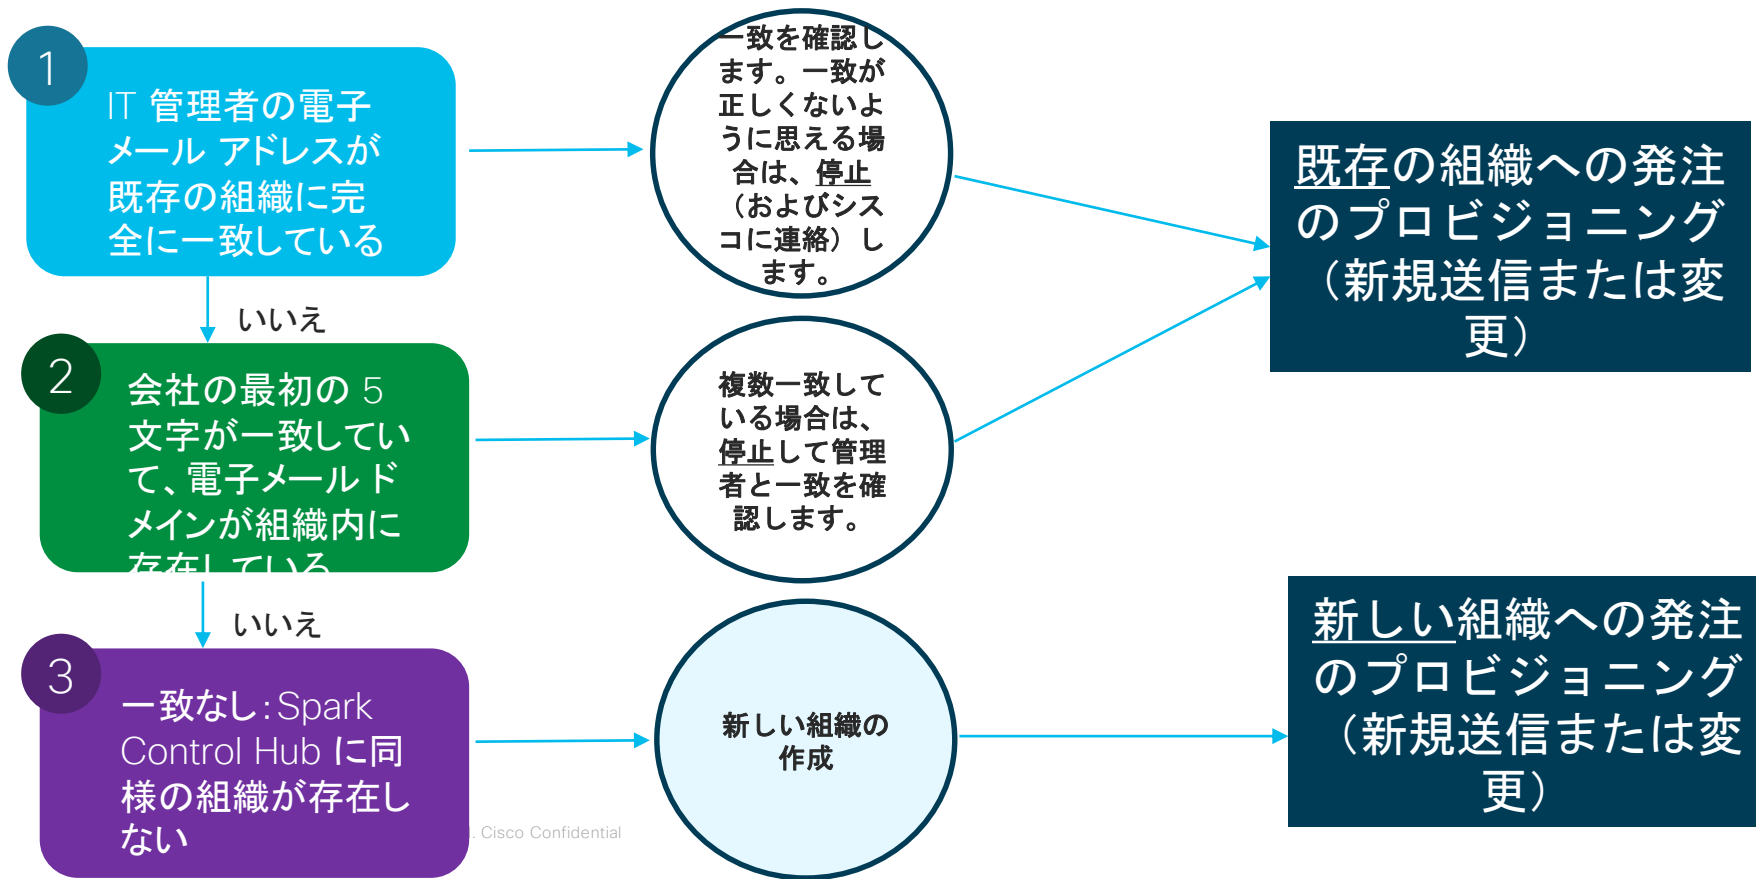 1
IT 管理者の電子
メール アドレスが
既存の組織に完
全に一致している
一致を確認し
ます。一致が
正しくないよ
うに思える場
合は、停止
（およびシス
コに連絡）し
ます。
既存の組織への発注
のプロビジョニング
（新規送信または変
更）
いいえ
2
会社の最初の 5
文字が一致してい
て、電子メール ド
メインが組織内に
存在している
複数一致して
いる場合は、
停止して管理
者と一致を確
認します。
いいえ
3
一致なし：Spark
Control Hub に同
様の組織が存在し
ない
新しい組織の
作成
新しい組織への発注
のプロビジョニング
（新規送信または変
更）
. Cisco Confidential